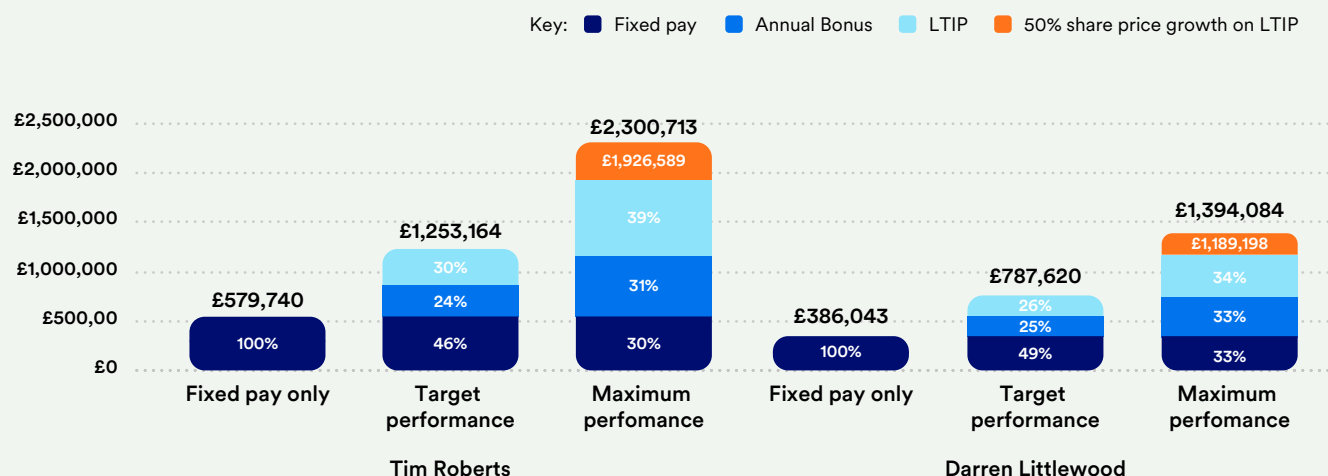 Key: Fixed pay Annual Bonus LTIP 50% share price growth on LTIP
£2,500,000
£2,000,000
£1,500,000
£1,000,000
£500,00
£0
£579,740
100%
Fixed pay only
£1,253,164
30%
24%
46%
Target
performance
£2,300,713
£1,926,589
39%
31%
30%
Maximum
perfomance
Tim Roberts
£386,043
100%
Fixed pay only
£787,620
26%
25%
49%
Target
performance
£1,394,084
£1,189,198
34%
33%
33%
Maximum
perfomance
Darren Littlewood